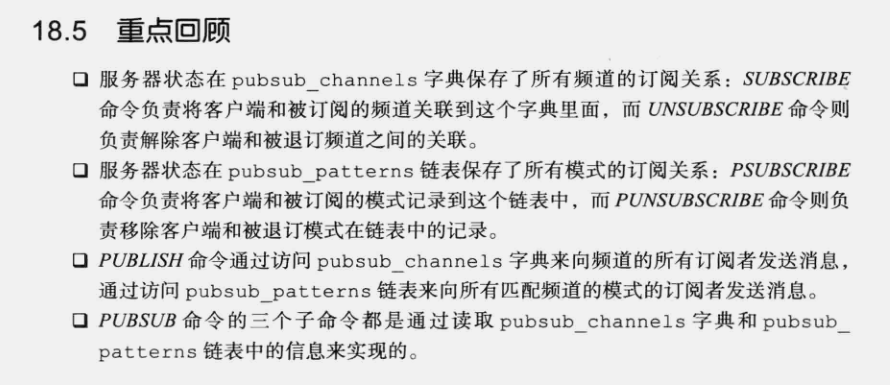 18.5 重点回顾
❑ 服务器状态在 pubsub_channels 字典保存了所有频道的订阅关系：SUBSCRIBE
命令负责将客户端和被订阅的频道关联到这个字典里面，而 UNSUBSCRIBE 命令则
负责解除客户端和被退订频道之间的关联。
❑ 服务器状态在 pubsub_patterns 链表保存了所有模式的订阅关系：PSUBSCRIBE
命令负责将客户端和被订阅的模式记录到这个链表中，而 PUNSUBSCRIBE 命令则负
责移除客户端和被退订模式在链表中的记录。
❑ PUBLISH 命令通过访问 pubsub_channels 字典来向频道的所有订阅者发送消息，
通过访问 pubsub_patterns 链表来向所有匹配频道的模式的订阅者发送消息。
❑ PUBSUB 命令的三个子命令都是通过读取 pubsub_channels 字典和 pubsub_
patterns 链表中的信息来实现的。